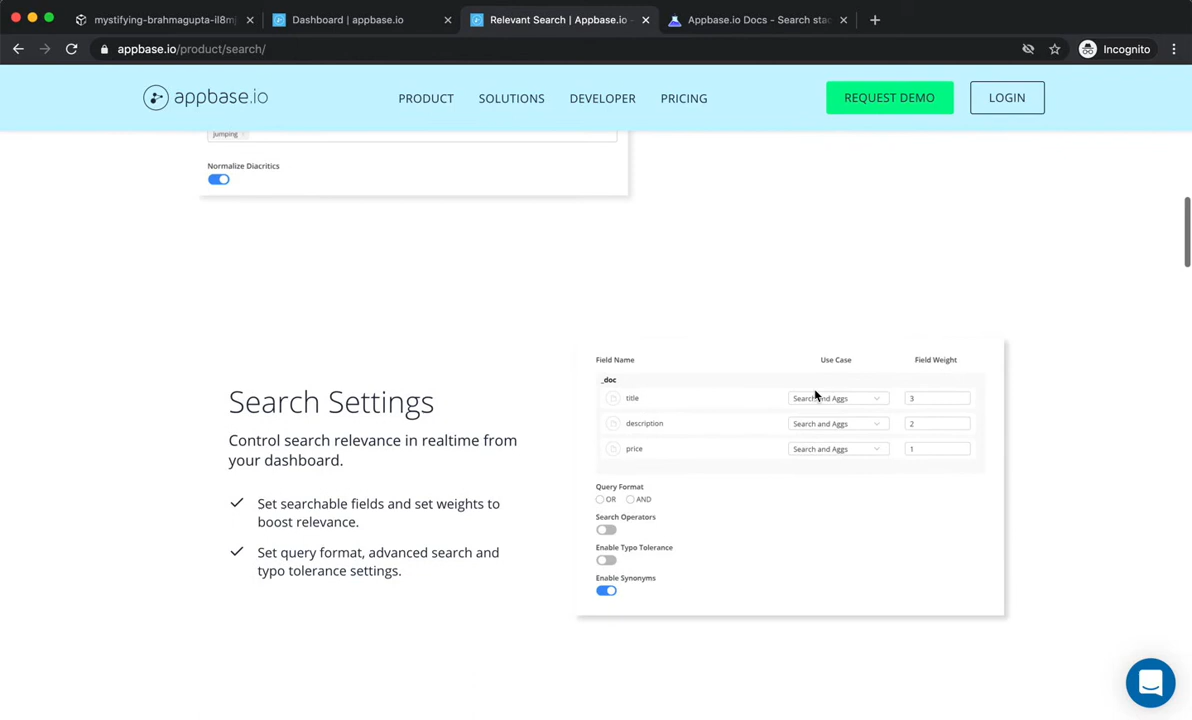 mystifying-brahmagupta-il8mj
Dashboard | appbase.io
Relevant Search | Appbase.io -
Appbase.io Docs - Search stac
appbase.io/product/search/
Incognito
appbase.io
PRODUCT
SOLUTIONS
DEVELOPER
PRICING
REQUEST DEMO
LOGIN
jumping
Normalize Diacritics
Search Settings
Control search relevance in realtime from
your dashboard.
Set searchable fields and set weights to
boost relevance.
Set query format, advanced search and
typo tolerance settings.
Field Name Use Case Field Weight
_doc
title Search and Aggs 3
description Search and Aggs 2
price Search and Aggs 1
Query Format
OR AND
Search Operators
Enable Typo Tolerance
Enable Synonyms